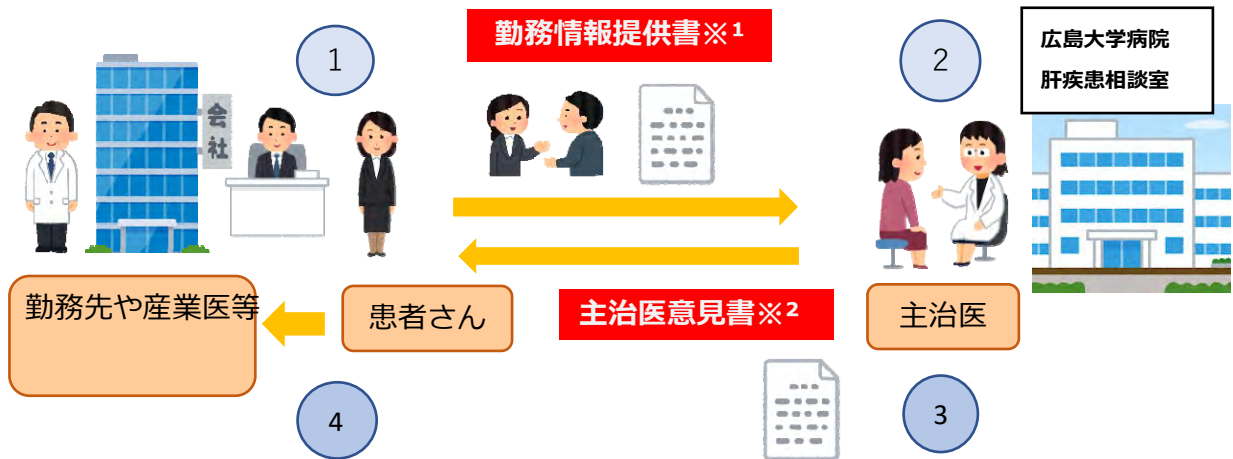 1
勤務情報提供書※1
2
広島大学病院
肝疾患相談室
会社
勤務先や産業医等
患者さん
主治医意見書※2
主治医
4
3